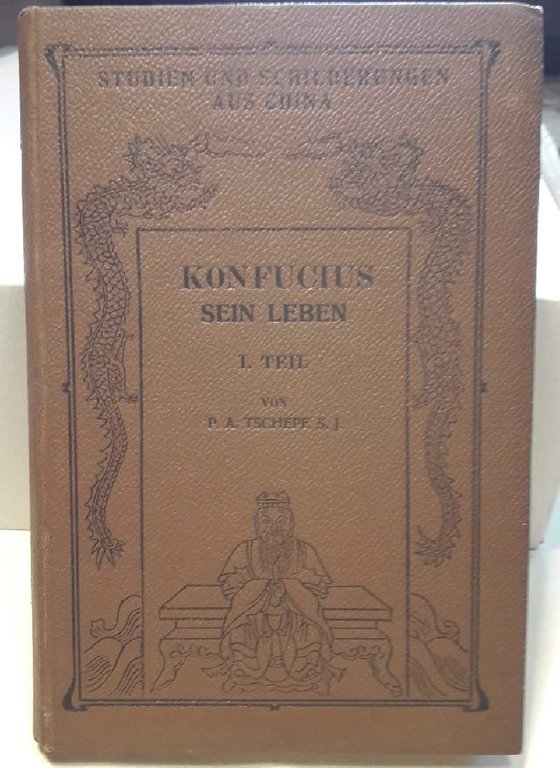 STUDIEN UND SCHILDERUNGEN
AUS CHINA
KONFUCIUS
SEIN LEBEN
I. TEIL
VON
P. A. TSCHEPE S. J.